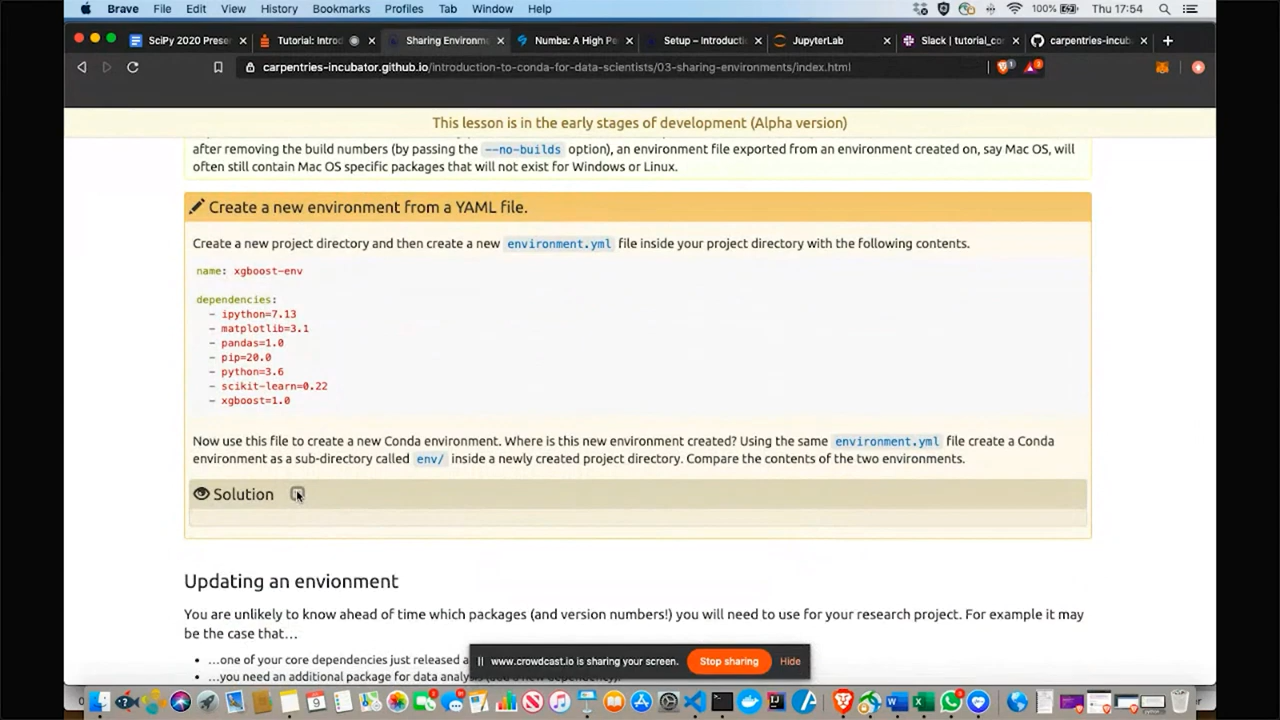 Brave File Edit View History Bookmarks Profiles Tab Window Help 100% Thu 17:54
SciPy 2020 Prese Tutorial: Introd Sharing Environme Numba: A High P Setup – Introducti JupyterLab Slack | tutorial_co carpentries-incub
carpentries-incubator.github.io/introduction-to-conda-for-data-scientists/03-sharing-environments/index.html
This lesson is in the early stages of development (Alpha version)
after removing the build numbers (by passing the --no-builds option), an environment file exported from an environment created on, say Mac OS, will
often still contain Mac OS specific packages that will not exist for Windows or Linux.
Create a new environment from a YAML file.
Create a new project directory and then create a new environment.yml file inside your project directory with the following contents.
name: xgboost-env
dependencies:
- ipython=7.13
- matplotlib=3.1
- pandas=1.0
- pip=20.0
- python=3.6
- scikit-learn=0.22
- xgboost=1.0
Now use this file to create a new Conda environment. Where is this new environment created? Using the same environment.yml file create a Conda
environment as a sub-directory called env/ inside a newly created project directory. Compare the contents of the two environments.
Solution
Updating an envionment
You are unlikely to know ahead of time which packages (and version numbers!) you will need to use for your research project. For example it may
be the case that…
…one of your core dependencies just released a
…you need an additional package for data analysis (add a new dependency).
www.crowdcast.io is sharing your screen. Stop sharing Hide